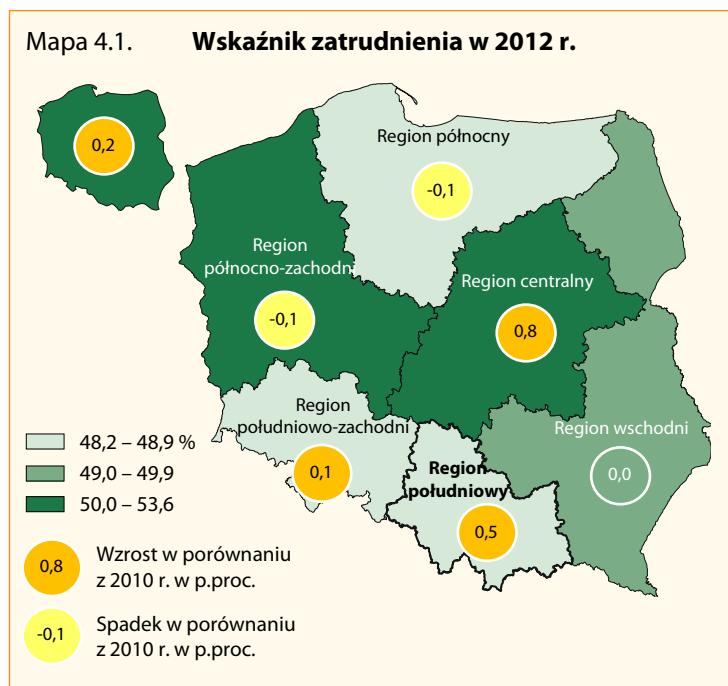 Mapa 4.1. Wskaźnik zatrudnienia w 2012 r.
0,2
Region północny
-0,1
Region
północno-zachodni
-0,1
Region centralny
0,8
Region
południowo-zachodni
0,1
Region
południowy
0,5
Region wschodni
0,0
48,2 – 48,9 %
49,0 – 49,9
50,0 – 53,6
0,8
Wzrost w porównaniu
z 2010 r. w p.proc.
-0,1
Spadek w porównaniu
z 2010 r. w p.proc.